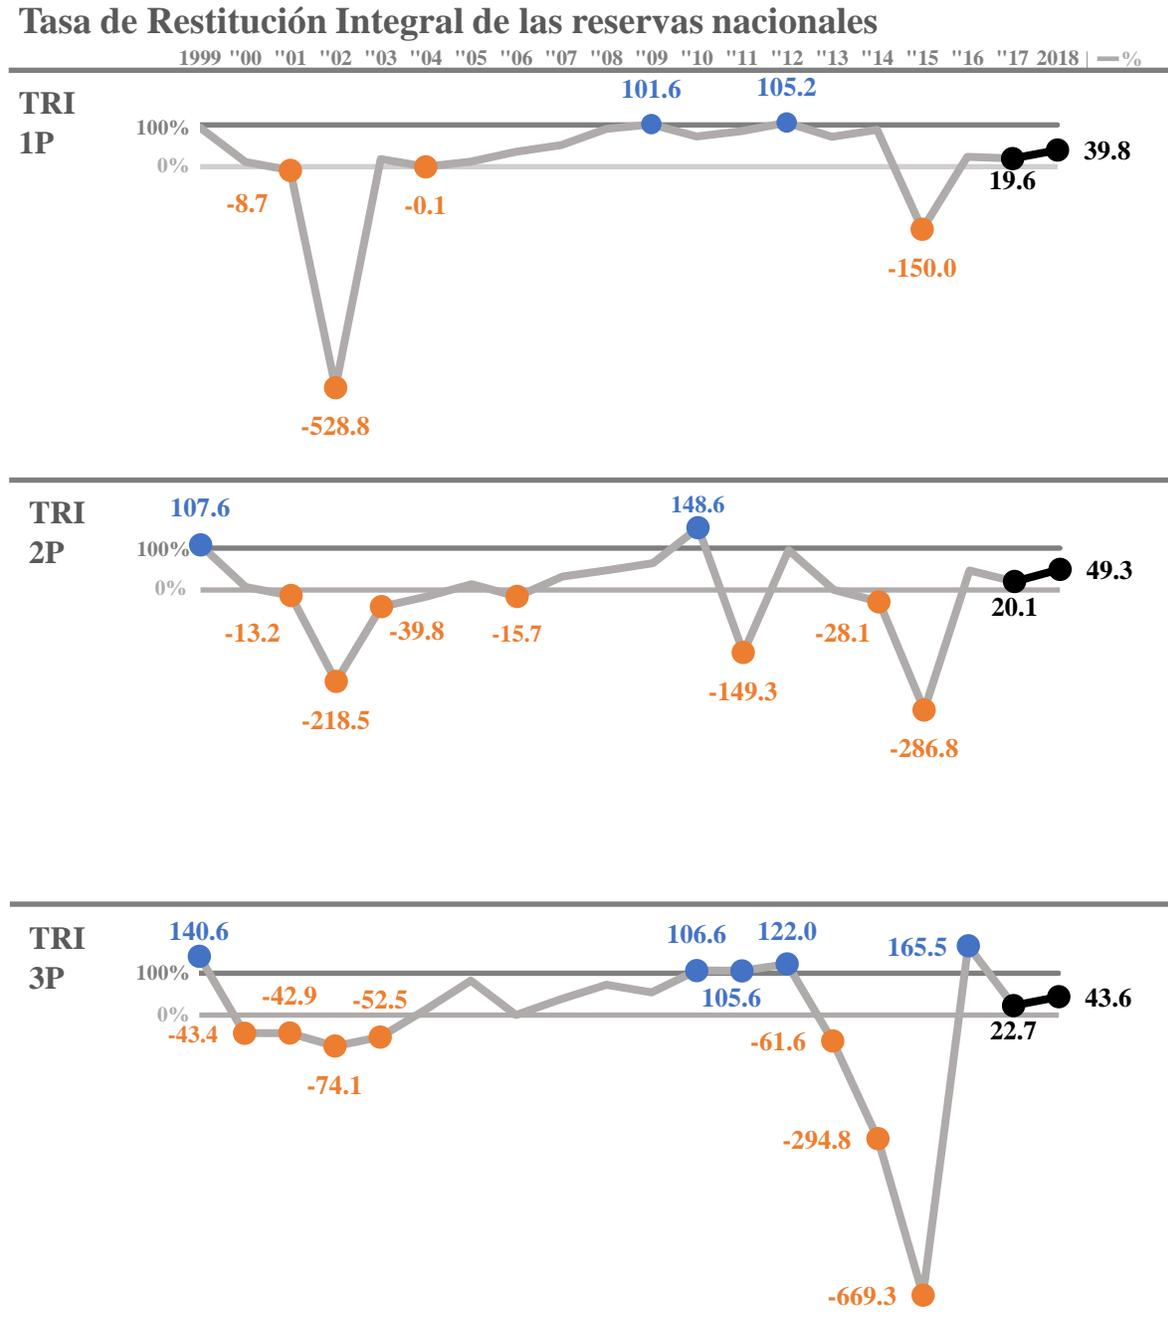 Tasa de Restitución Integral de las reservas nacionales
1999 "00 "01 "02 "03 "04 "05 "06 "07 "08 "09 "10 "11 "12 "13 "14 "15 "16 "17 2018 | %
TRI
1P
101.6 105.2
100%
0%
39.8
19.6
-8.7 -0.1
-150.0
-528.8
TRI
2P
107.6 148.6
100%
0%
49.3
20.1
-13.2 -39.8 -15.7 -28.1
-149.3
-218.5
-286.8
TRI
3P
140.6 106.6 122.0
165.5
100%
-42.9 -52.5 105.6 43.6
0%
-43.4 22.7
-61.6
-74.1
-294.8
-669.3